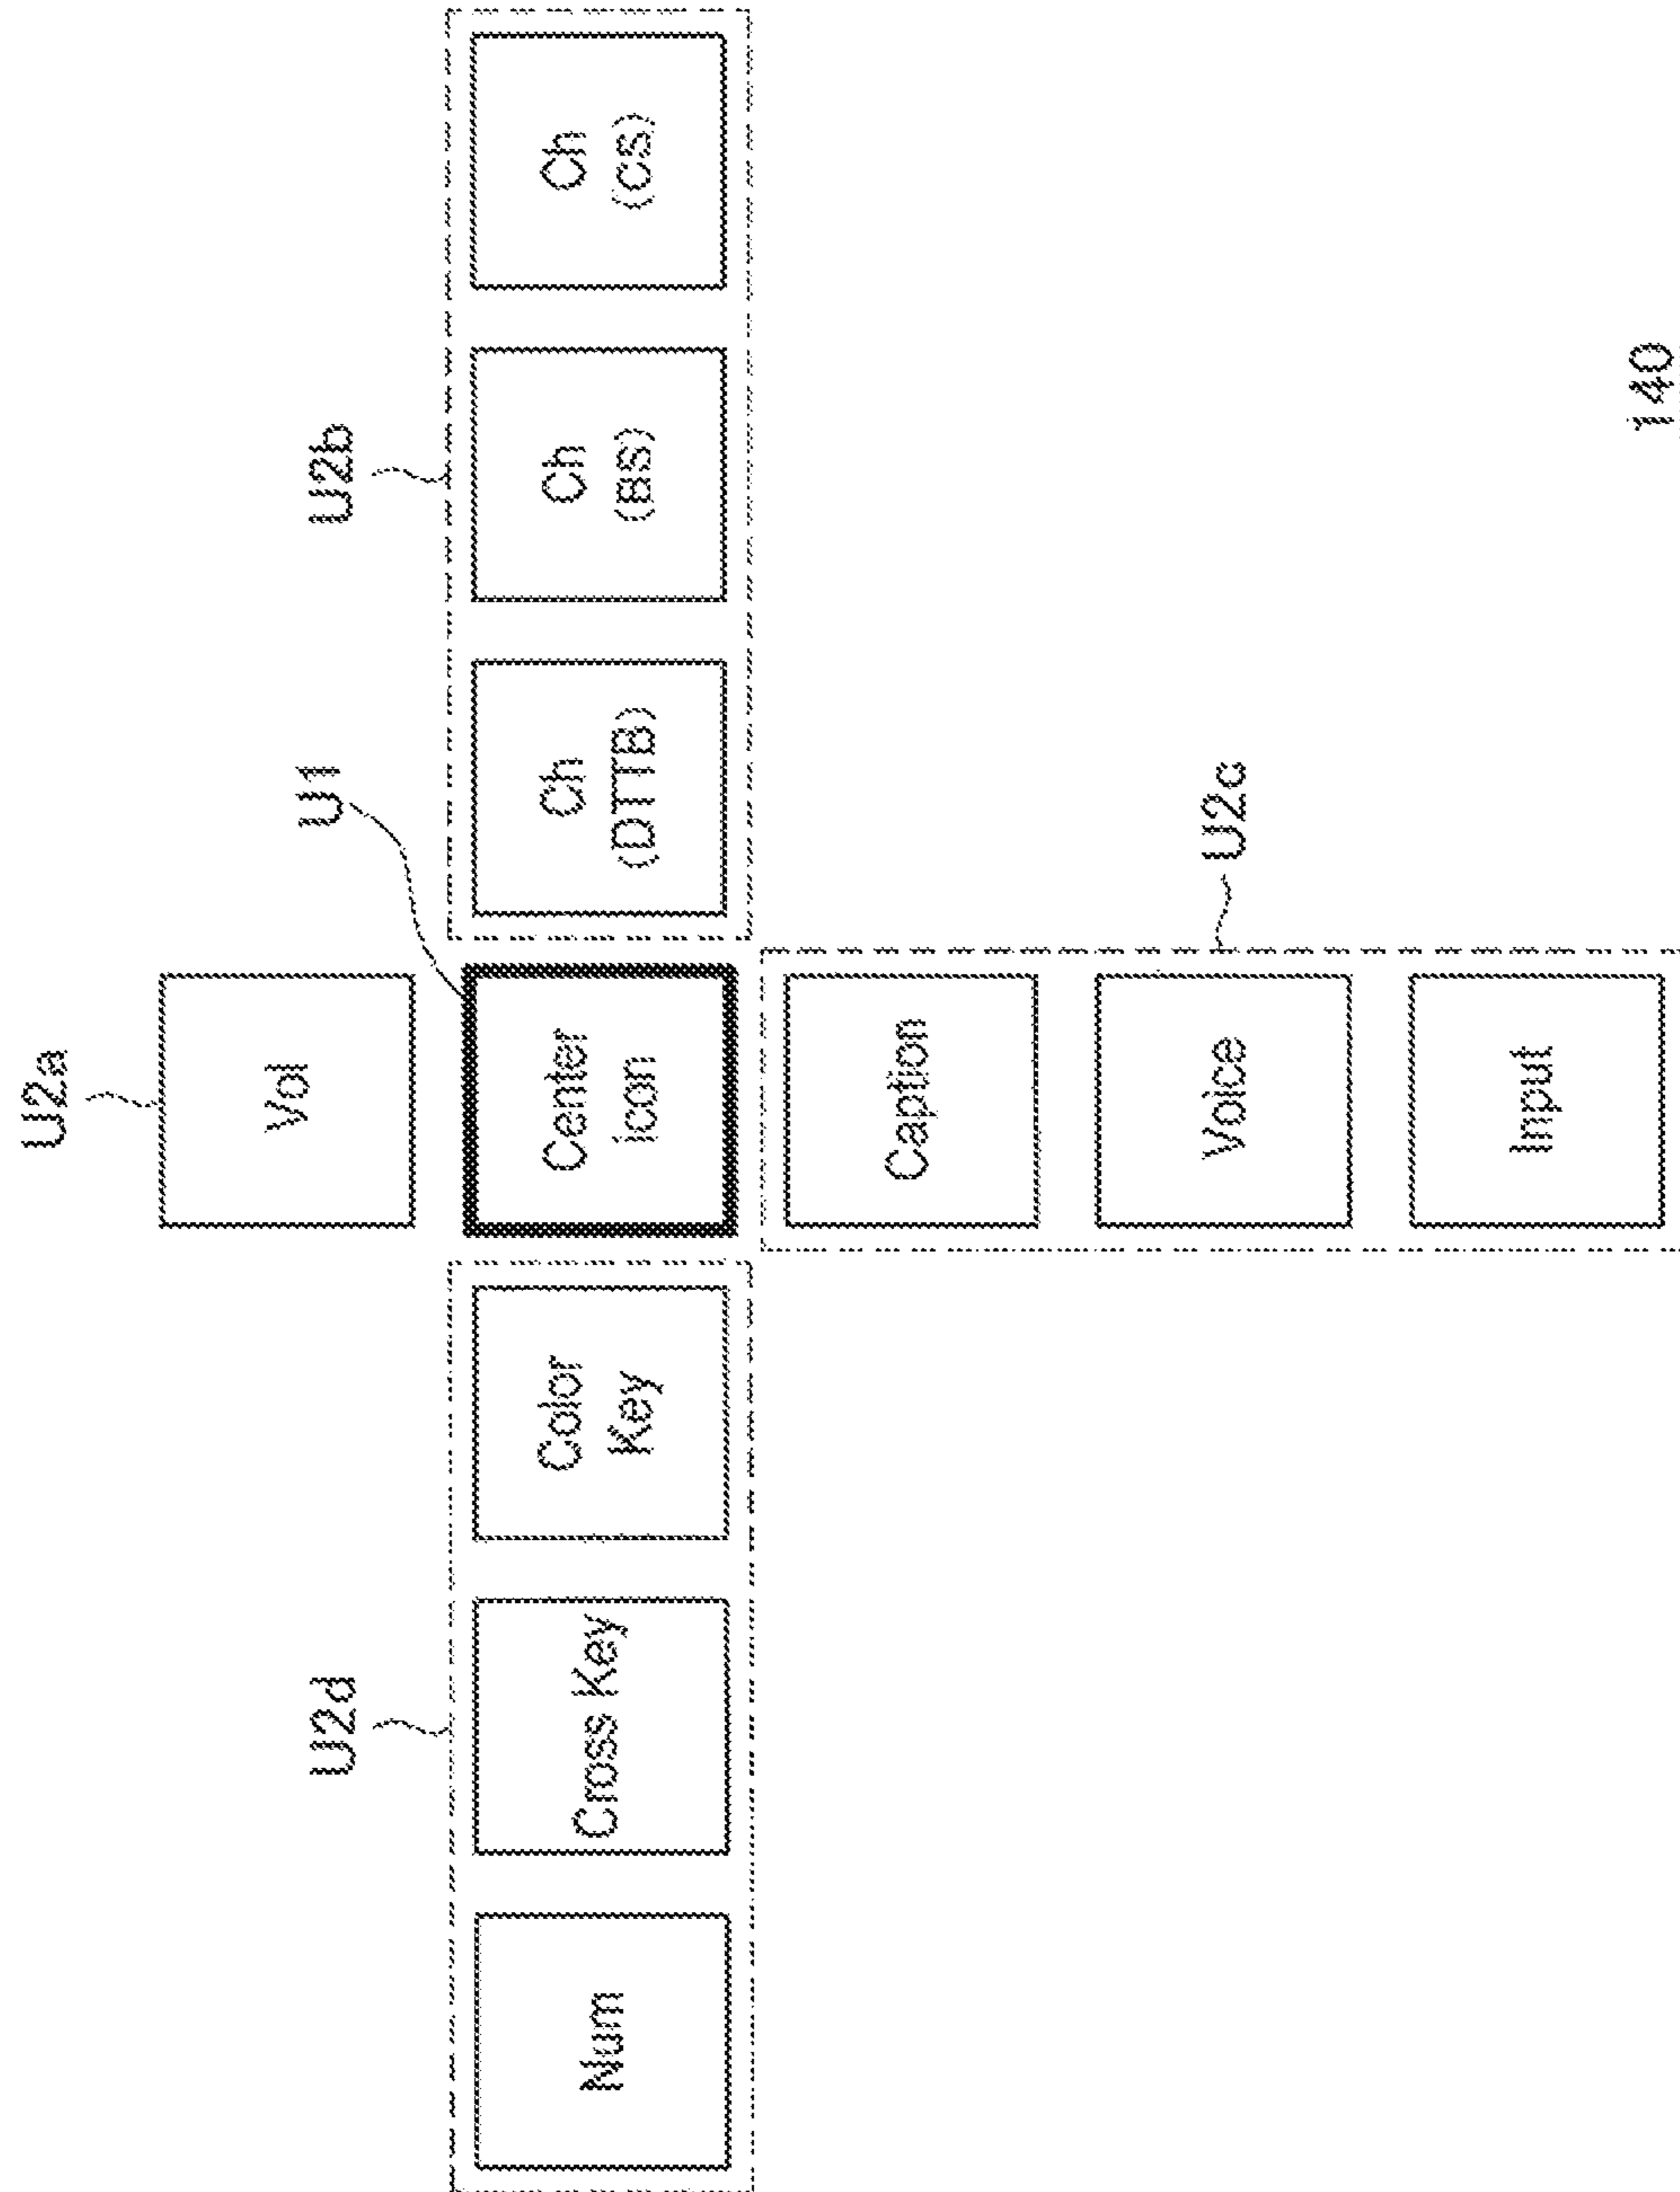 U2a
Vol
U2d
U1
U2b
Num
Cross Key
Color
Key
Center
icon
Ch
(DTTB)
Ch
(BS)
Ch
(CS)
Caption
Voice
U2c
Input
140